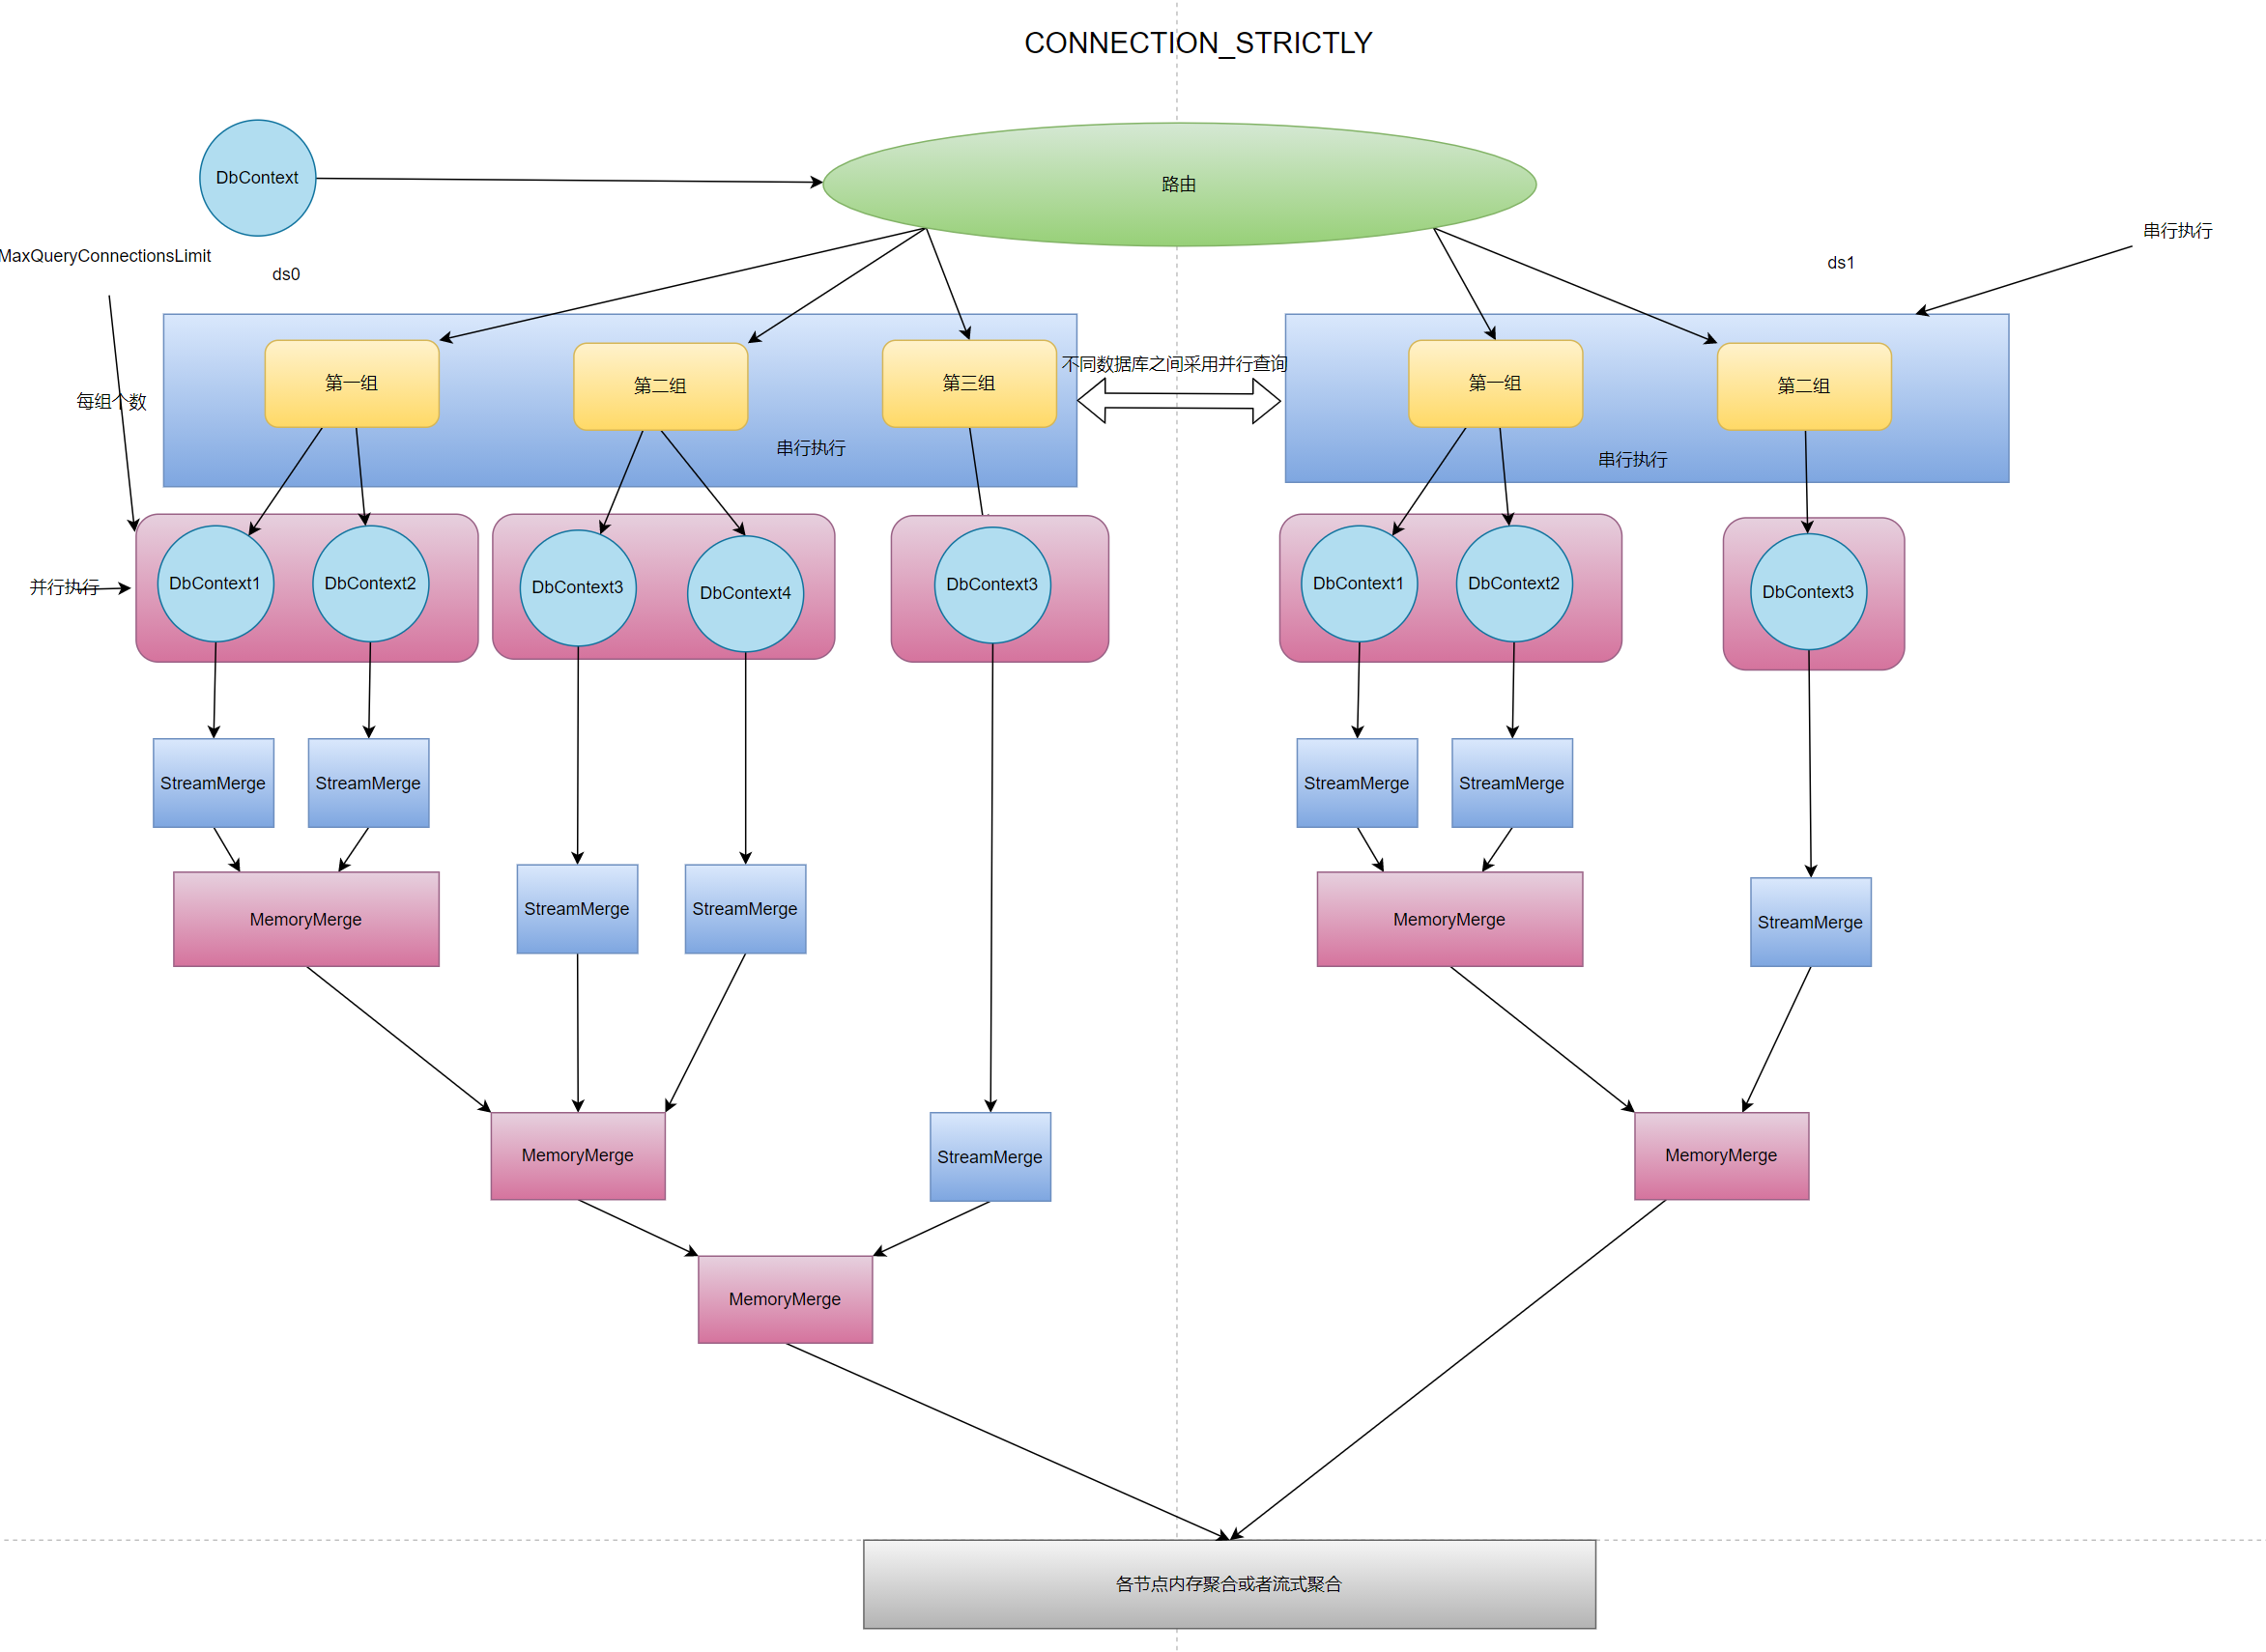 CONNECTION_STRICTLY
DbContext
路由
串行执行
MaxQueryConnectionsLimit
ds0
ds1
不同数据库之间采用并行查询
第一组
第二组
第三组
第一组
第二组
每组个数
串行执行
串行执行
并行执行
DbContext1
DbContext2
DbContext3
DbContext4
DbContext3
DbContext1
DbContext2
DbContext3
StreamMerge
StreamMerge
StreamMerge
StreamMerge
MemoryMerge
StreamMerge
StreamMerge
MemoryMerge
StreamMerge
MemoryMerge
StreamMerge
MemoryMerge
MemoryMerge
各节点内存聚合或者流式聚合